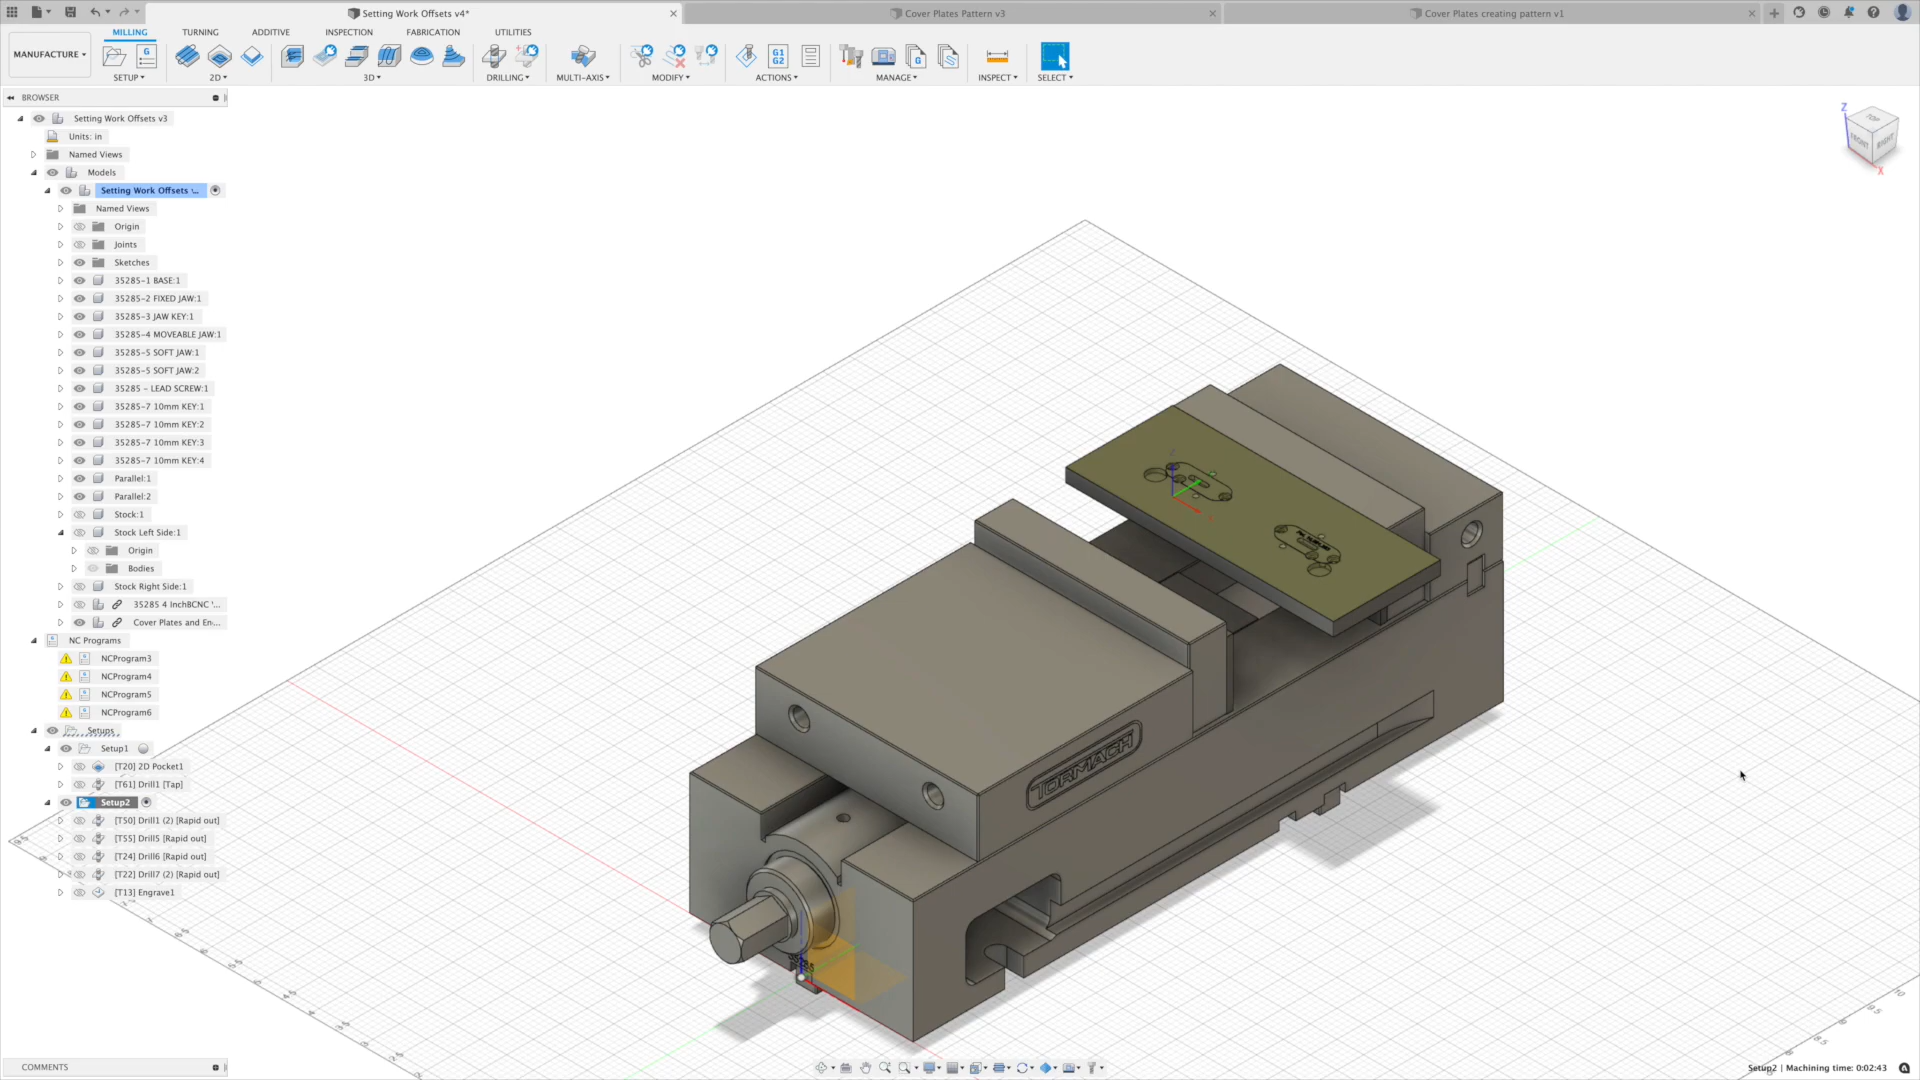 Setting Work Offsets v4*
Cover Plates Pattern v3
Cover Plates creating pattern v1
MANUFACTURE
MILLING
TURNING
ADDITIVE
INSPECTION
FABRICATION
UTILITIES
G1
G2
SETUP
2D
3D
DRILLING
MULTI-AXIS
MODIFY
ACTIONS
MANAGE
INSPECT
SELECT
BROWSER
Setting Work Offsets v3
Units: in
Named Views
Models
Setting Work Offsets \...
Named Views
Origin
Joints
Sketches
35285-1 BASE:1
35285-2 FIXED JAW:1
35285-3 JAW KEY:1
35285-4 MOVEABLE JAW:1
35285-5 SOFT JAW:1
35285-5 SOFT JAW:2
35285 - LEAD SCREW:1
35285-7 10mm KEY:1
35285-7 10mm KEY:2
35285-7 10mm KEY:3
35285-7 10mm KEY:4
Parallel:1
Parallel:2
Stock:1
Stock Left Side:1
Origin
Bodies
Stock Right Side:1
35285 4 InchBCNC '...
Cover Plates and En...
NC Programs
NCProgram3
NCProgram4
NCProgram5
NCProgram6
Setups
Setup1
[T20] 2D Pocket1
[T61] Drill1 [Tap]
Setup2
[T50] Drill1 (2) [Rapid out]
[T55] Drill5 [Rapid out]
[T24] Drill6 [Rapid out]
[T22] Drill7 (2) [Rapid out]
[T13] Engrave1
Z
TOP
FRONT
RIGHT
X
TORMACH
COMMENTS
Setup2 | Machining time: 0:02:43